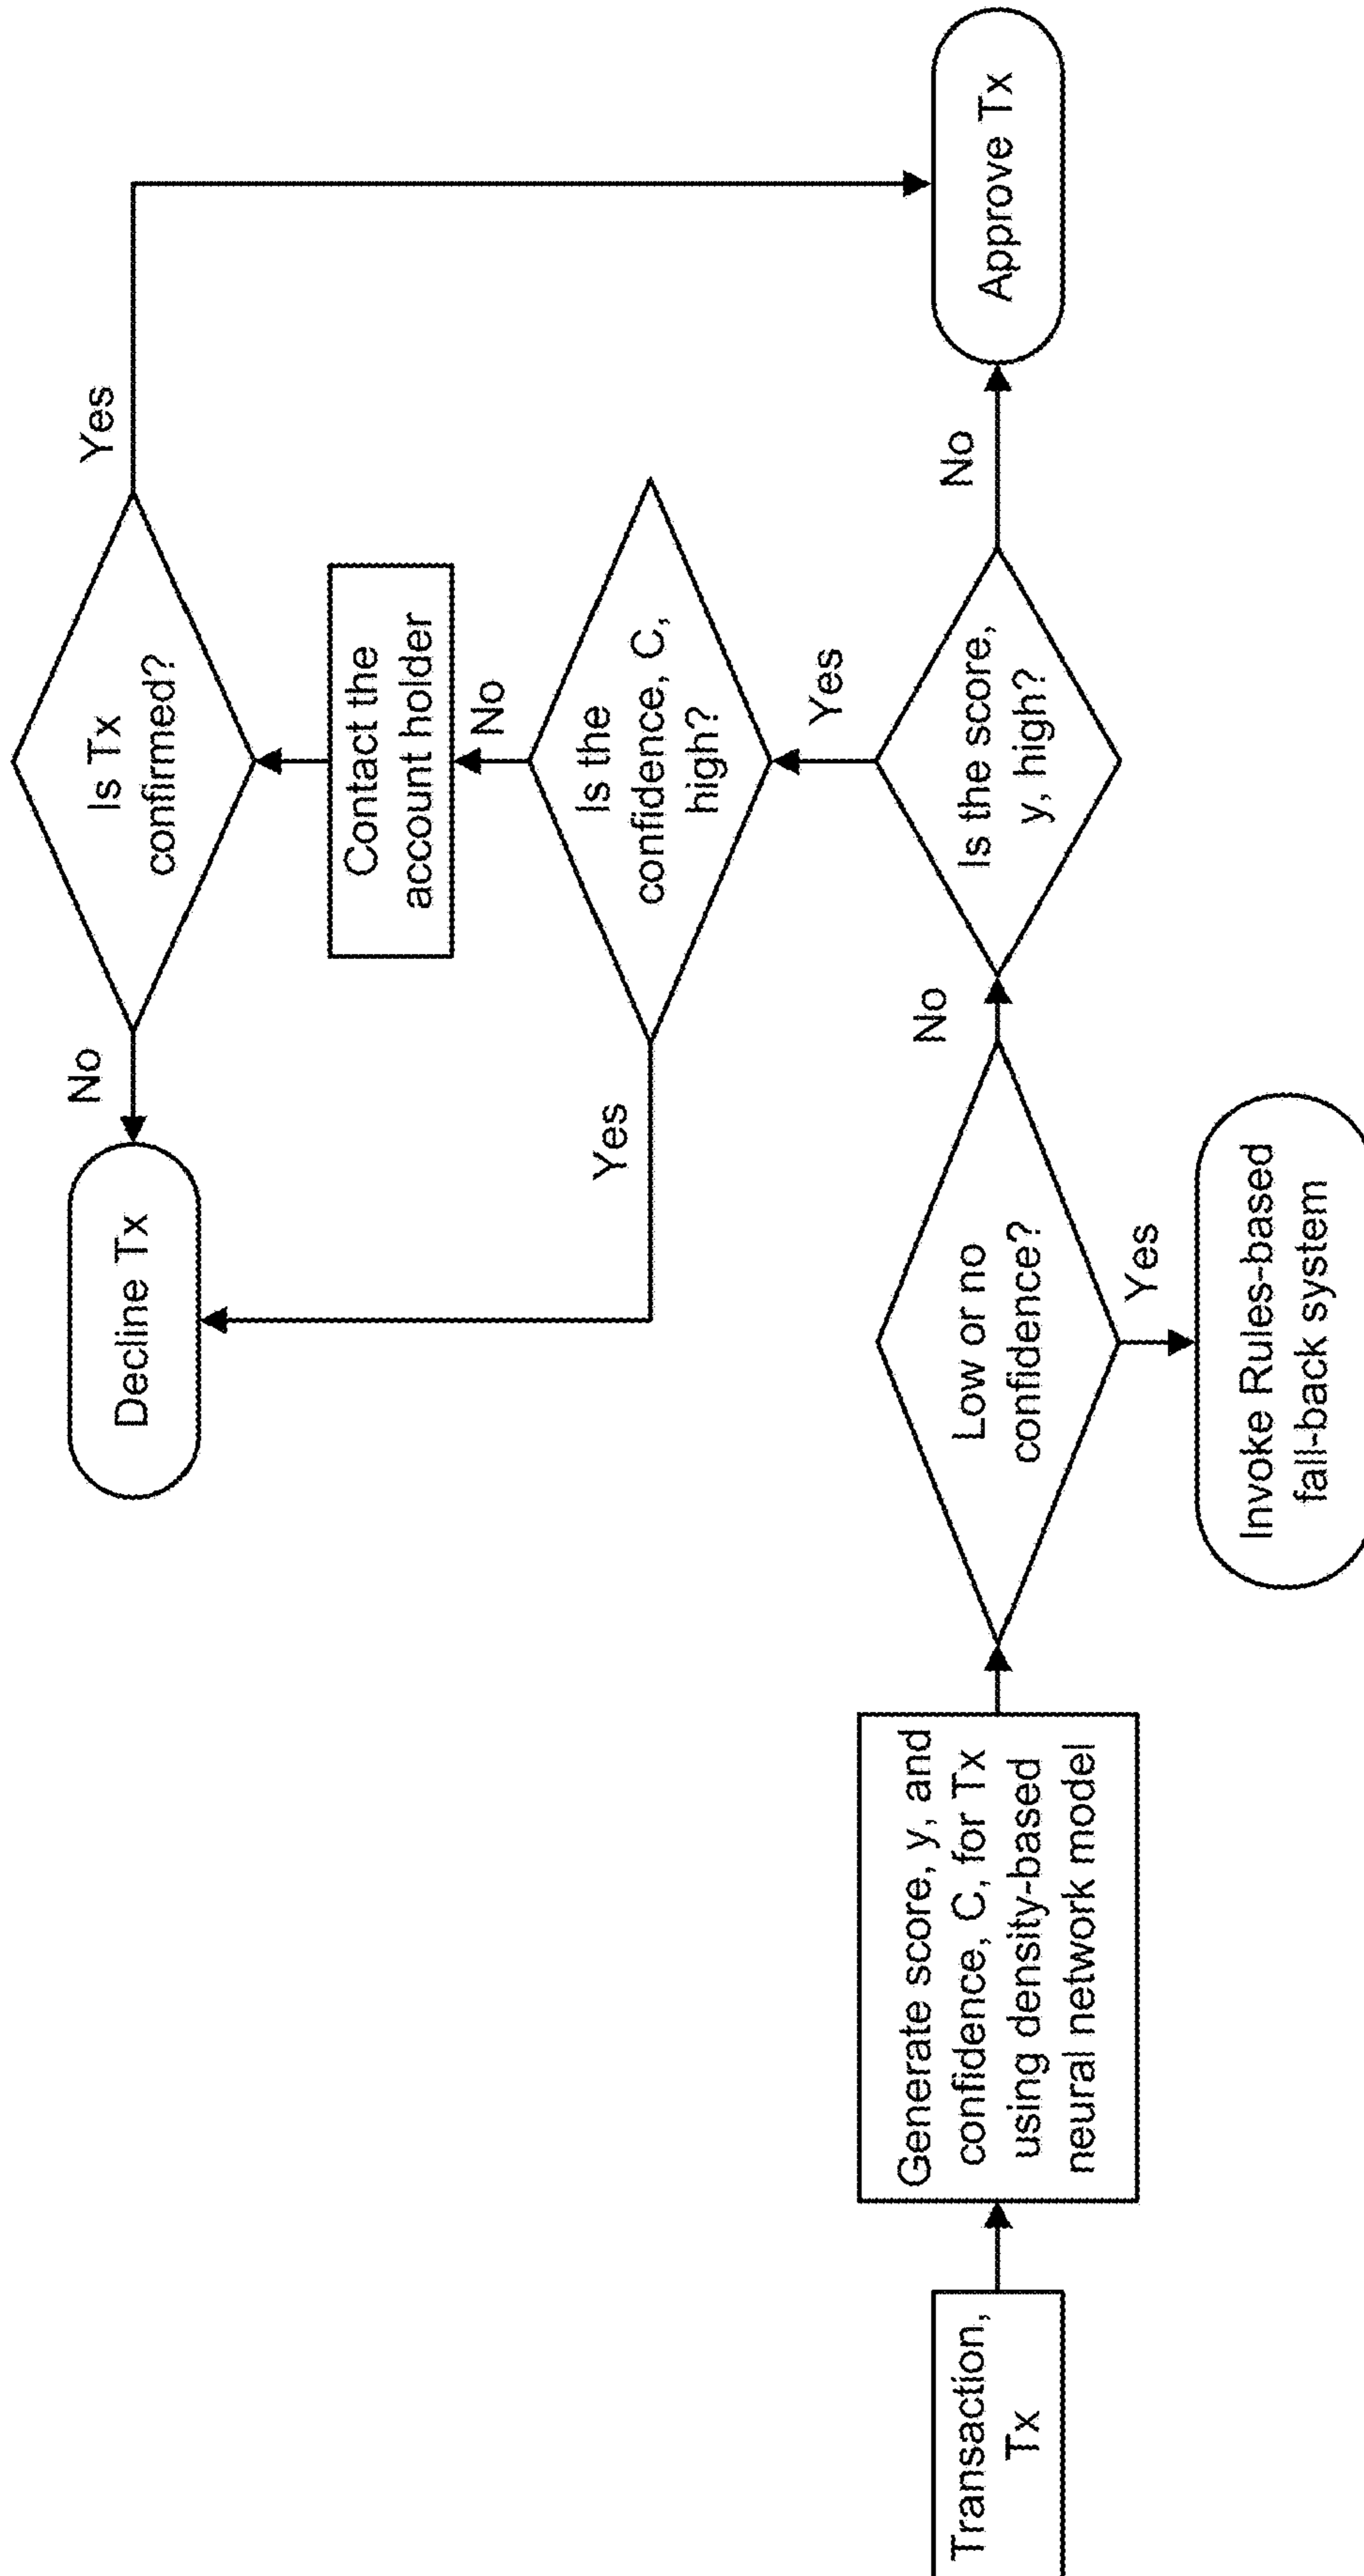 Transaction,
Tx
Generate score, y, and
confidence, C, for Tx
using density-based
neural network model
Low or no
confidence?
Yes
Invoke Rules-based
fall-back system
No
Is the score,
y, high?
No
Approve Tx
Yes
Is the
confidence, C,
high?
Yes
No
Contact the
account holder
Is Tx
confirmed?
No
Decline Tx
Yes